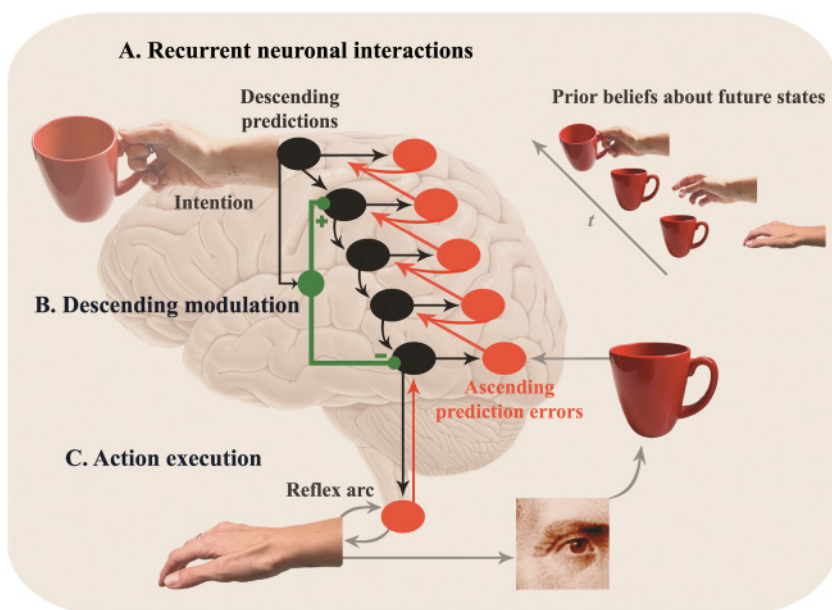 A. Recurrent neuronal interactions
Descending
predictions
Prior beliefs about future states
Intention
t
+
B. Descending modulation
-
Ascending
prediction errors
C. Action execution
Reflex arc